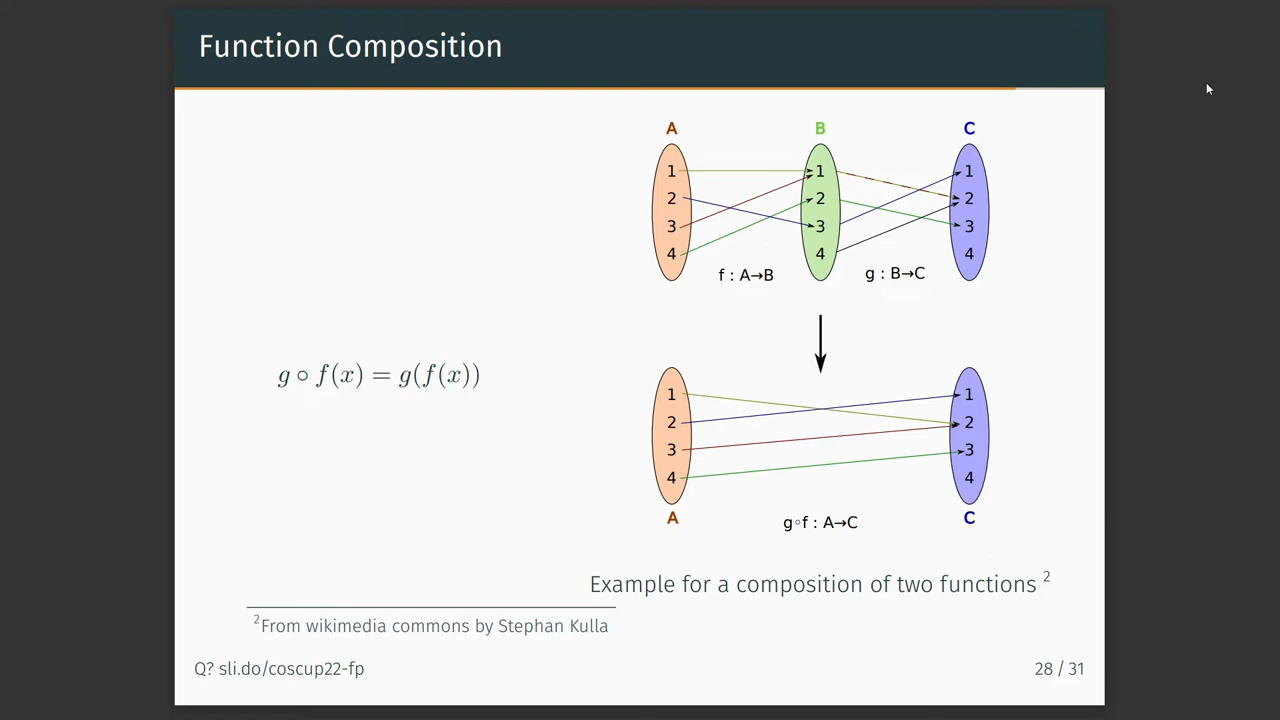 Function Composition
A B C
1 1 1
2 2 2
3 3 3
4 4 4
f : A→B g : B→C
g ∘ f(x) = g(f(x))
1 1
2 2
3 3
4 4
A C
g∘f : A→C
Example for a composition of two functions 2
2From wikimedia commons by Stephan Kulla
Q? sli.do/coscup22-fp 28 / 31